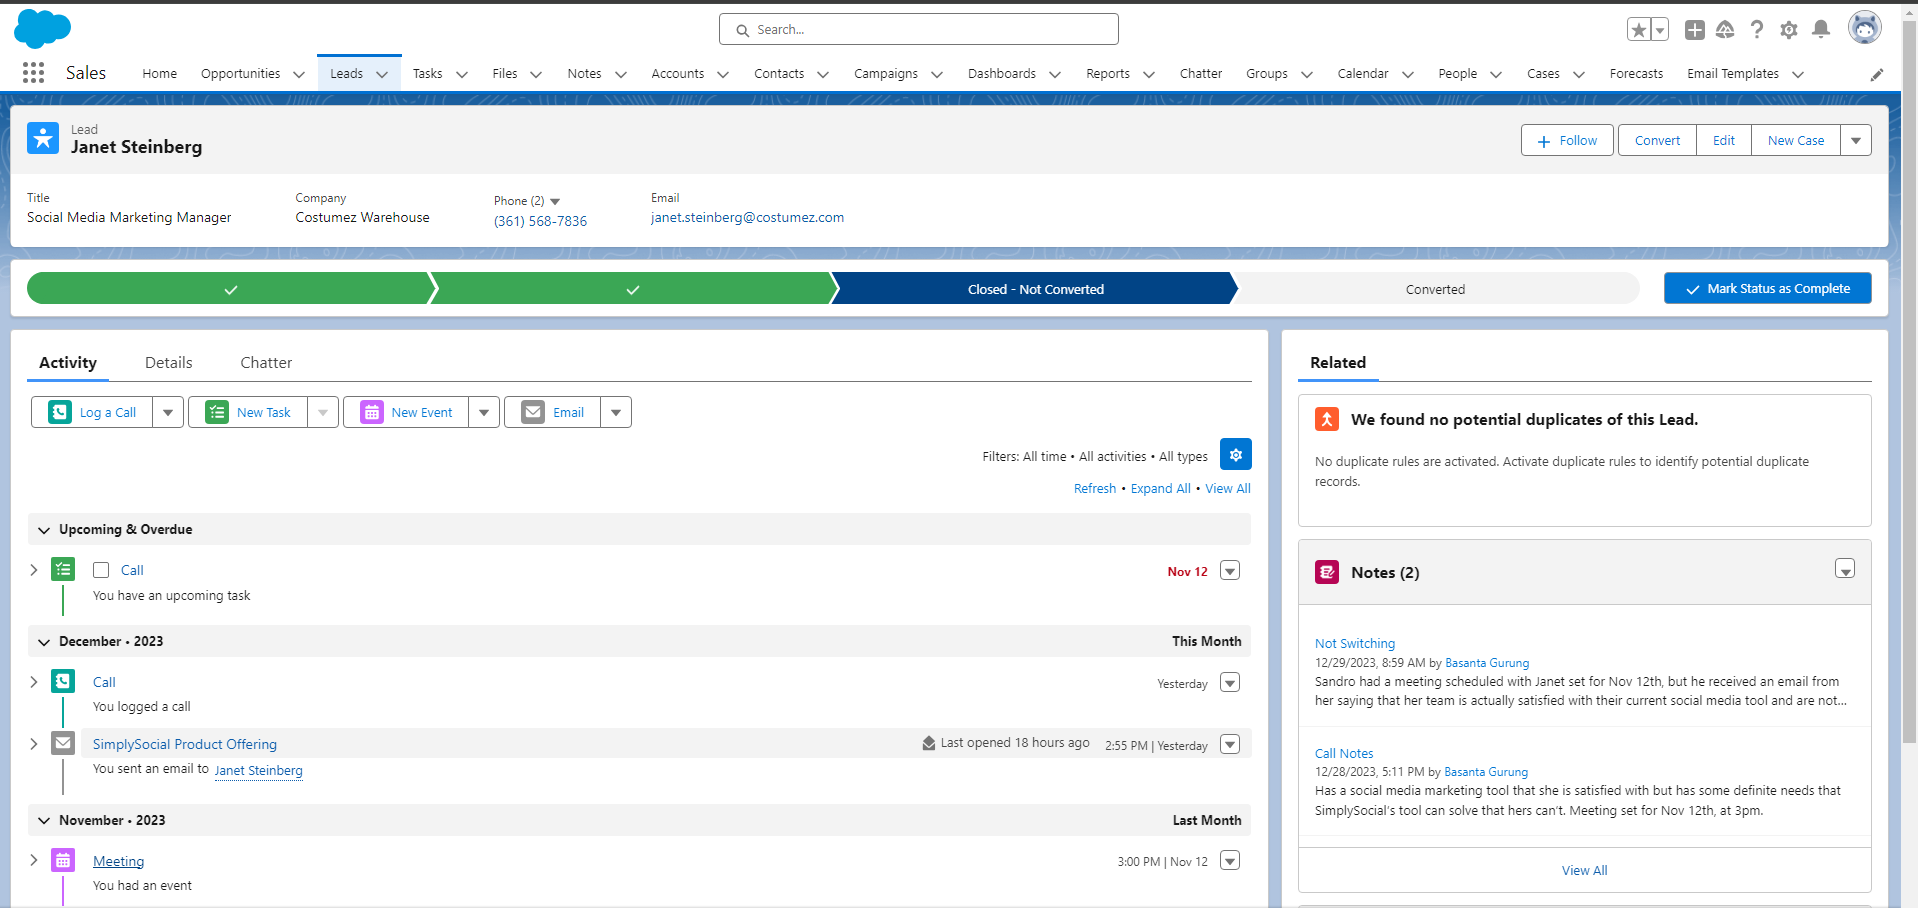 Search...
Sales
Home
Opportunities
Leads
Tasks
Files
Notes
Accounts
Contacts
Campaigns
Dashboards
Reports
Chatter
Groups
Calendar
People
Cases
Forecasts
Email Templates
Lead
Janet Steinberg
Follow
Convert
Edit
New Case
Title
Social Media Marketing Manager
Company
Costumez Warehouse
Phone (2)
(361) 568-7836
Email
janet.steinberg@costumez.com
Closed - Not Converted
Converted
Mark Status as Complete
Activity
Details
Chatter
Log a Call
New Task
New Event
Email
Filters: All time • All activities • All types
Refresh • Expand All • View All
Upcoming & Overdue
Call
Nov 12
You have an upcoming task
December • 2023
This Month
Call
Yesterday
You logged a call
SimplySocial Product Offering
Last opened 18 hours ago
2:55 PM | Yesterday
You sent an email to Janet Steinberg
November • 2023
Last Month
Meeting
3:00 PM | Nov 12
You had an event
Related
We found no potential duplicates of this Lead.
No duplicate rules are activated. Activate duplicate rules to identify potential duplicate
records.
Notes (2)
Not Switching
12/29/2023, 8:59 AM by Basanta Gurung
Sandro had a meeting scheduled with Janet set for Nov 12th, but he received an email from
her saying that her team is actually satisfied with their current social media tool and are not...
Call Notes
12/28/2023, 5:11 PM by Basanta Gurung
Has a social media marketing tool that she is satisfied with but has some definite needs that
SimplySocial's tool can solve that hers can't. Meeting set for Nov 12th, at 3pm.
View All